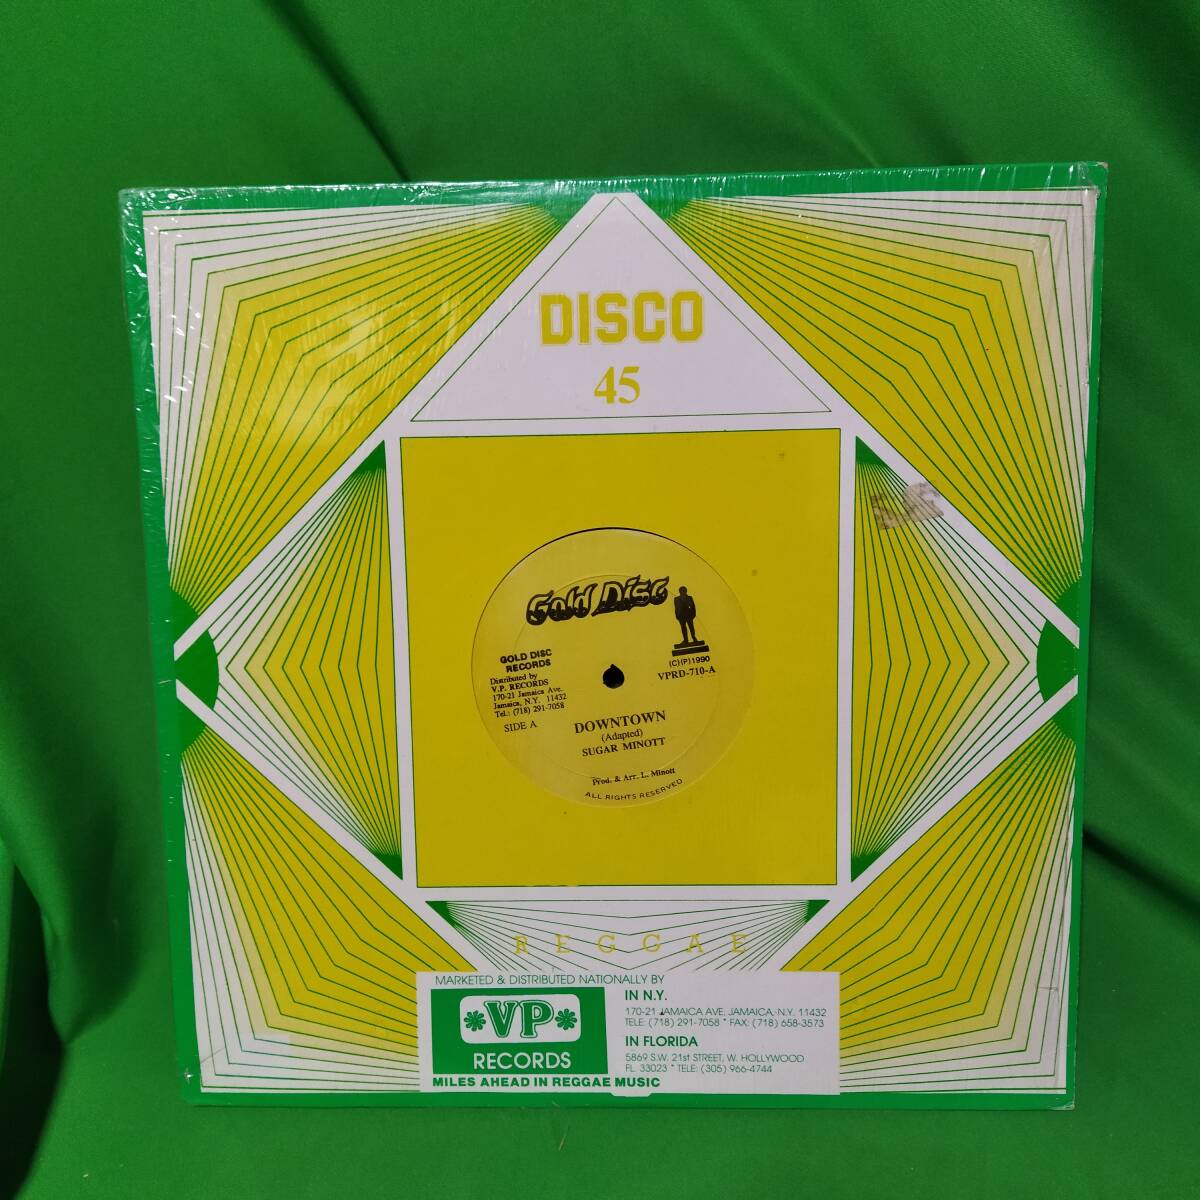 DISCO
45
Gold Disc
GOLD DISC
RECORDS
Distributed by
V.P. RECORDS
170-21 Jamaica Ave.
Jamaica, N.Y. 11432
Tel.: (718) 291-7058
SIDE A
(C)(P)1990
VPRD-710-A
DOWNTOWN
(Adapted)
SUGAR MINOTT
Prod. & Arr. L. Minott
ALL RIGHTS RESERVED
REGGAE
MARKETED & DISTRIBUTED NATIONALLY BY
VP
RECORDS
MILES AHEAD IN REGGAE MUSIC
IN N.Y.
170-21 JAMAICA AVE, JAMAICA, N.Y. 11432
TELE: (718) 291-7058 * FAX: (718) 658-3573
IN FLORIDA
5869 S.W. 21st STREET, W. HOLLYWOOD
FL 33023 * TELE: (305) 966-4744